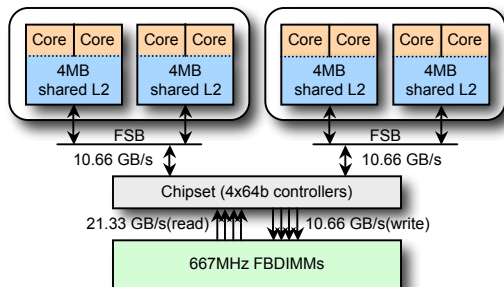 Core Core Core Core Core Core Core Core
4MB 4MB 4MB 4MB
shared L2 shared L2 shared L2 shared L2
FSB FSB
10.66 GB/s 10.66 GB/s
Chipset (4x64b controllers)
21.33 GB/s(read) 10.66 GB/s(write)
667MHz FBDIMMs